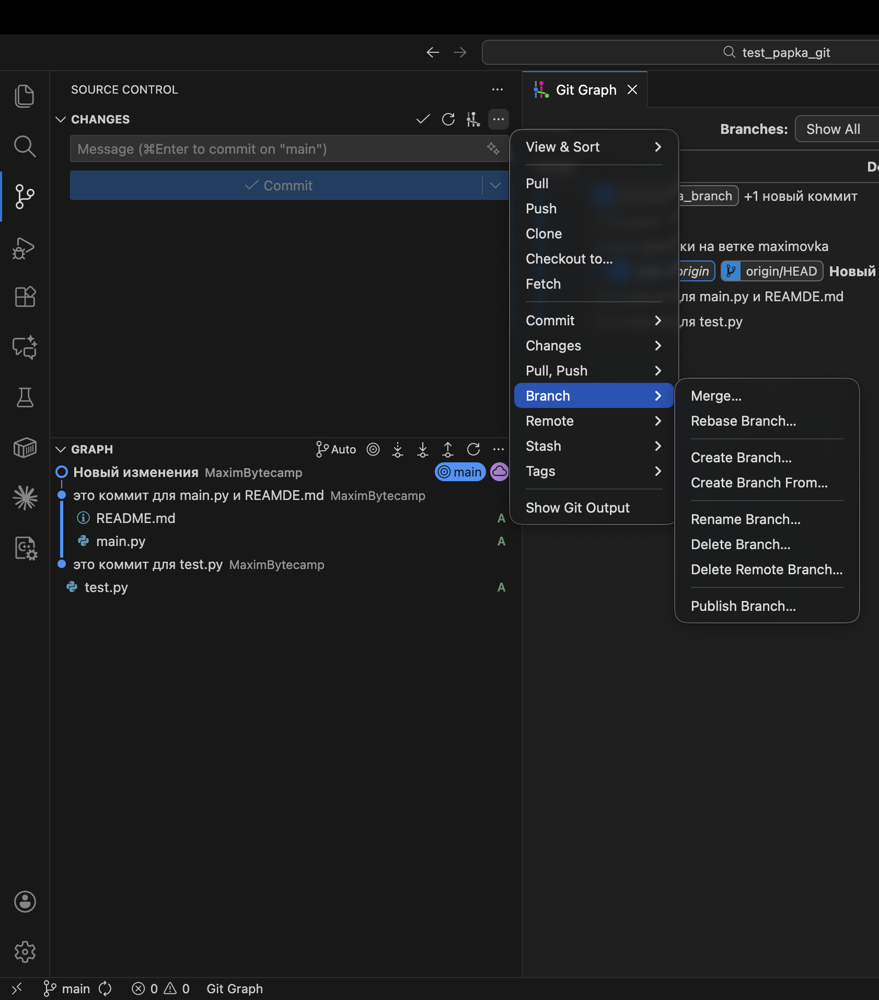 test_papka_git
SOURCE CONTROL
Git Graph
CHANGES
Message (⌘Enter to commit on "main")
Commit
Branches: Show All
View & Sort
Pull
Push
Clone
Checkout to...
Fetch
Commit
Changes
Pull, Push
Branch
Remote
Stash
Tags
Show Git Output
a_branch +1 новый коммит
ки на ветке maximovka
origin origin/HEAD Новый
ля main.py и REAMDE.md
ля test.py
Merge...
Rebase Branch...
Create Branch...
Create Branch From...
Rename Branch...
Delete Branch...
Delete Remote Branch...
Publish Branch...
GRAPH Auto
Новый изменения MaximBytecamp main
это коммит для main.py и REAMDE.md MaximBytecamp
README.md A
main.py A
это коммит для test.py MaximBytecamp
test.py A
main 0 0 Git Graph